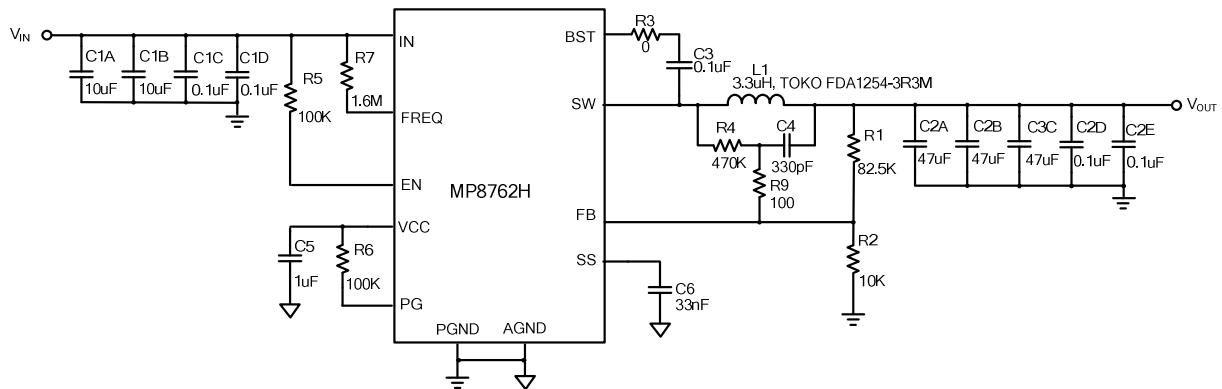 VIN
C1A
10uF
C1B
10uF
C1C
0.1uF
C1D
0.1uF
R5
100K
R7
1.6M
IN
FREQ
EN
VCC
PG
C5
1uF
R6
100K
MP8762H
PGND
AGND
BST
SW
FB
SS
R3
0
C3
0.1uF
L1
3.3uH, TOKO FDA1254-3R3M
R4
470K
C4
330pF
R9
100
R1
82.5K
R2
10K
C6
33nF
C2A
47uF
C2B
47uF
C3C
47uF
C2D
0.1uF
C2E
0.1uF
VOUT